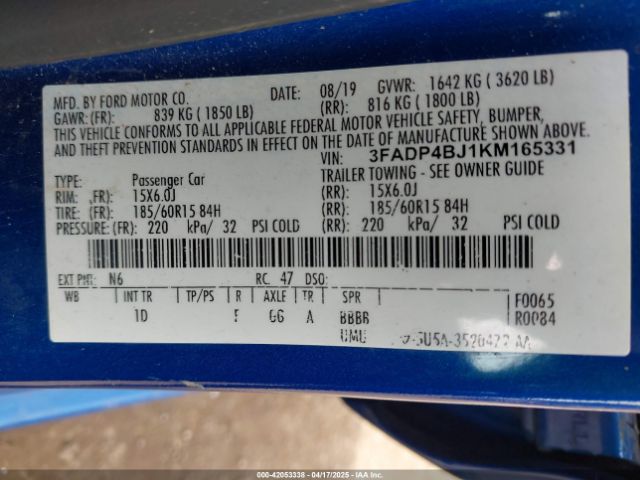 MFD. BY FORD MOTOR CO. DATE: 08/19 GVWR: 1642 KG ( 3620 LB)
GAWR: (FR): 839 KG ( 1850 LB) (RR): 816 KG ( 1800 LB)
THIS VEHICLE CONFORMS TO ALL APPLICABLE FEDERAL MOTOR VEHICLE SAFETY, BUMPER,
AND THEFT PREVENTION STANDARDS IN EFFECT ON THE DATE OF MANUFACTURE SHOWN ABOVE.
VIN: 3FADP4BJ1KM165331
TYPE: Passenger Car TRAILER TOWING - SEE OWNER GUIDE
RIM: (FR): 15X6.0J (RR): 15X6.0J
TIRE: (FR): 185/60R15 84H (RR): 185/60R15 84H
PRESSURE: (FR): 220 kPa/ 32 PSI COLD (RR): 220 kPa/ 32 PSI COLD
EXT PNT: N6 RC: 47 DSO:
WB INT TR TP/PS R AXLE TR SPR F0065
1D GG A BBBB R0084
UMU
000-42053338 - 04/17/2025 - IAA, Inc.